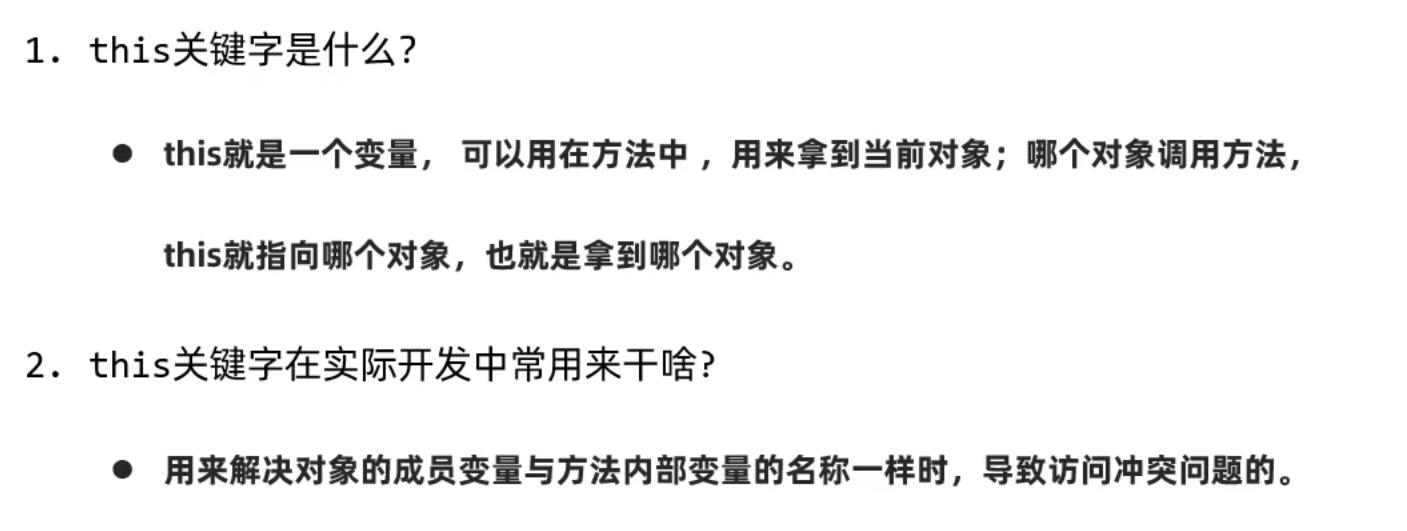 1. this关键字是什么?
● this就是一个变量， 可以用在方法中 ，用来拿到当前对象；哪个对象调用方法，
this就指向哪个对象，也就是拿到哪个对象。
2. this关键字在实际开发中常用来干啥?
● 用来解决对象的成员变量与方法内部变量的名称一样时，导致访问冲突问题的。